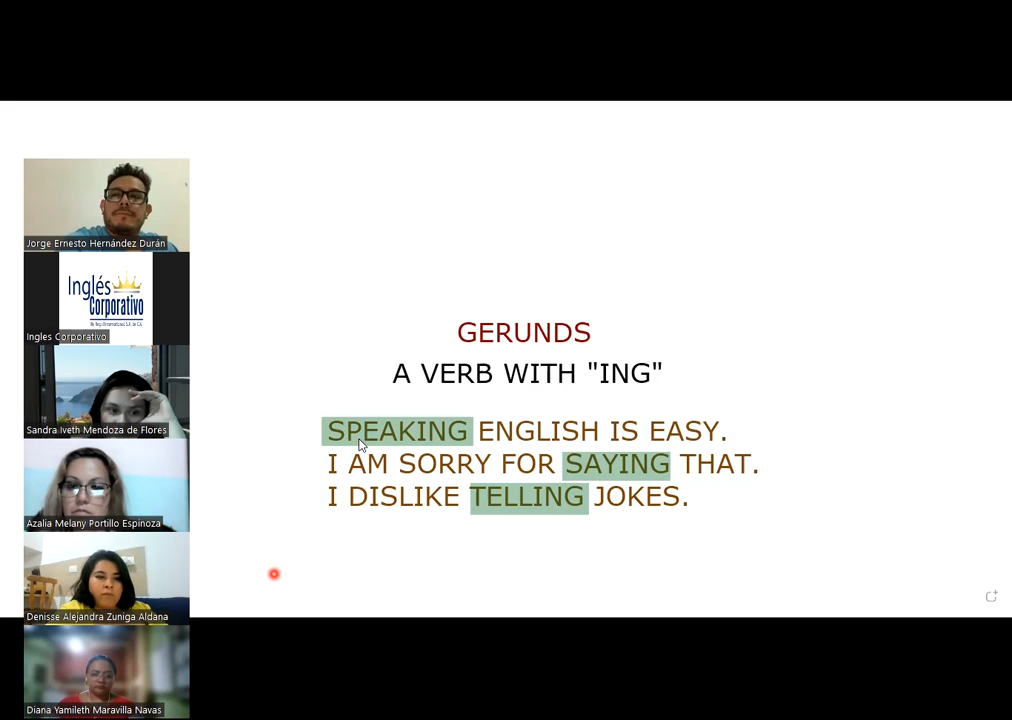 Jorge Ernesto Hernández Durán
Inglés
Corporativo
Ingles Corporativo
Sandra Iveth Mendoza de Flores
Azalia Melany Portillo Espinoza
Denisse Alejandra Zuniga Aldana
Diana Yamileth Maravilla Navas
GERUNDS
A VERB WITH "ING"
SPEAKING ENGLISH IS EASY.
I AM SORRY FOR SAYING THAT.
I DISLIKE TELLING JOKES.